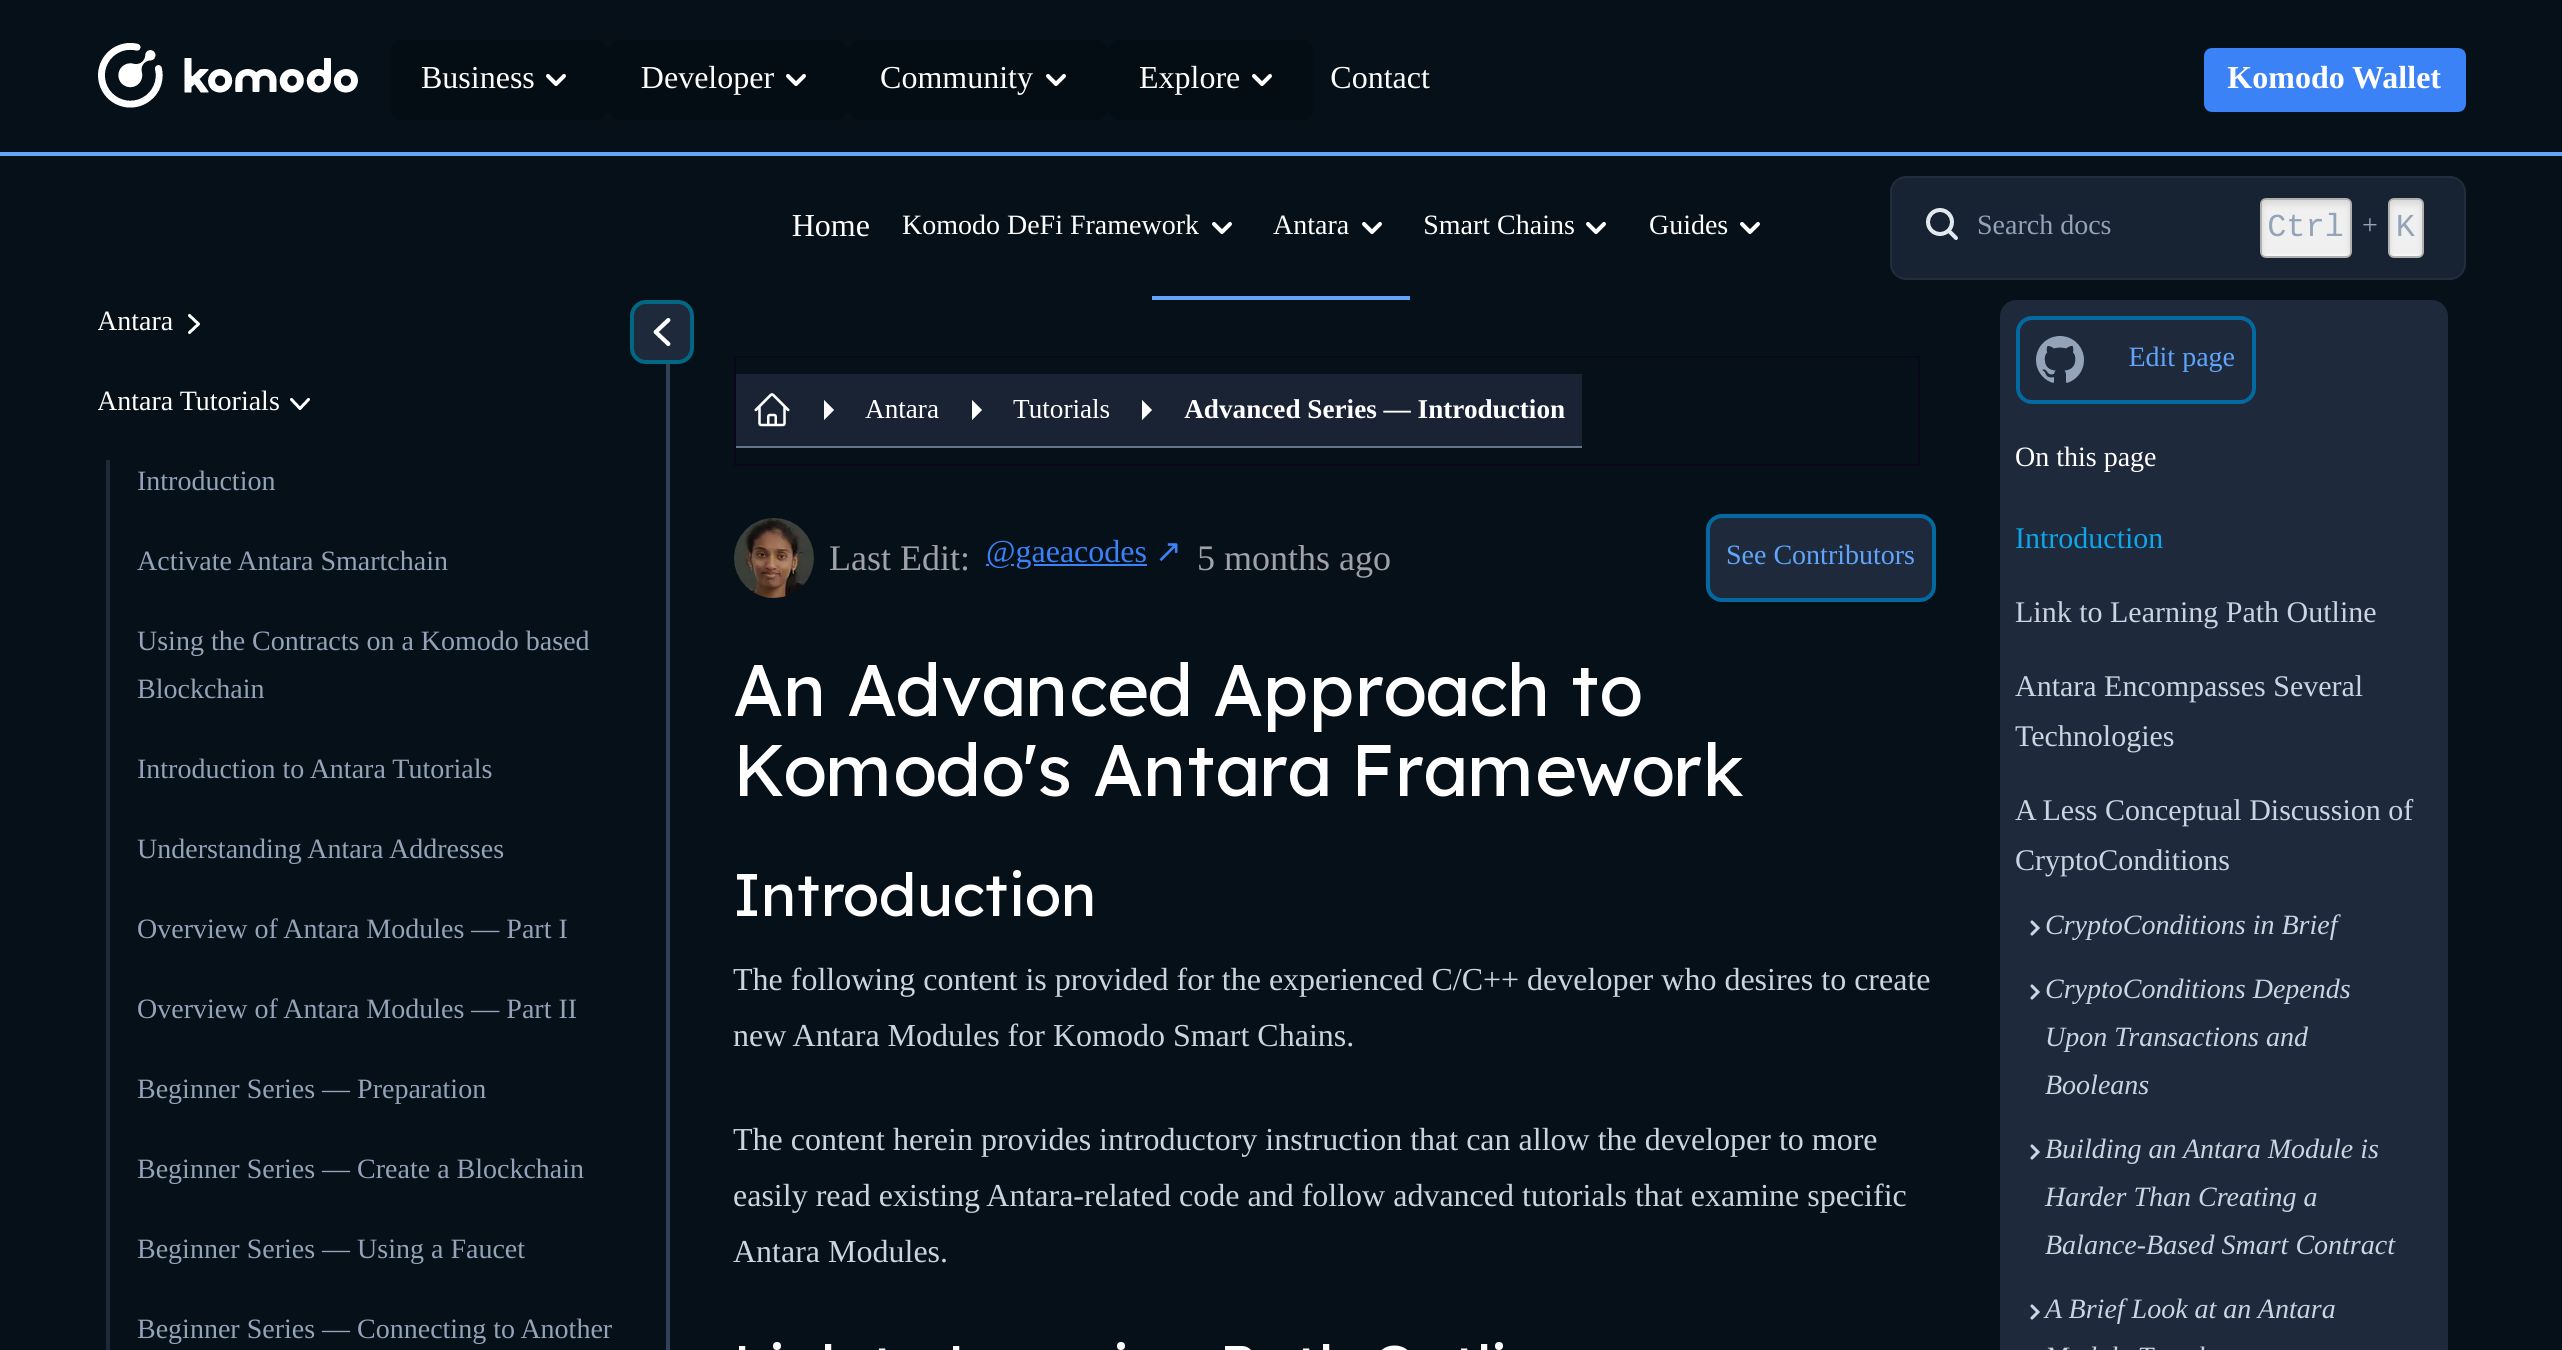 komodo
Business
Developer
Community
Explore
Contact
Komodo Wallet
Home
Komodo DeFi Framework
Antara
Smart Chains
Guides
Search docs
Ctrl + K
Antara
Antara Tutorials
Introduction
Activate Antara Smartchain
Using the Contracts on a Komodo based
Blockchain
Introduction to Antara Tutorials
Understanding Antara Addresses
Overview of Antara Modules — Part I
Overview of Antara Modules — Part II
Beginner Series — Preparation
Beginner Series — Create a Blockchain
Beginner Series — Using a Faucet
Beginner Series — Connecting to Another
Antara
Tutorials
Advanced Series — Introduction
Last Edit: @gaeacodes ↗ 5 months ago
See Contributors
An Advanced Approach to
Komodo's Antara Framework
Introduction
The following content is provided for the experienced C/C++ developer who desires to create
new Antara Modules for Komodo Smart Chains.
The content herein provides introductory instruction that can allow the developer to more
easily read existing Antara-related code and follow advanced tutorials that examine specific
Antara Modules.
Edit page
On this page
Introduction
Link to Learning Path Outline
Antara Encompasses Several
Technologies
A Less Conceptual Discussion of
CryptoConditions
CryptoConditions in Brief
CryptoConditions Depends
Upon Transactions and
Booleans
Building an Antara Module is
Harder Than Creating a
Balance-Based Smart Contract
A Brief Look at an Antara